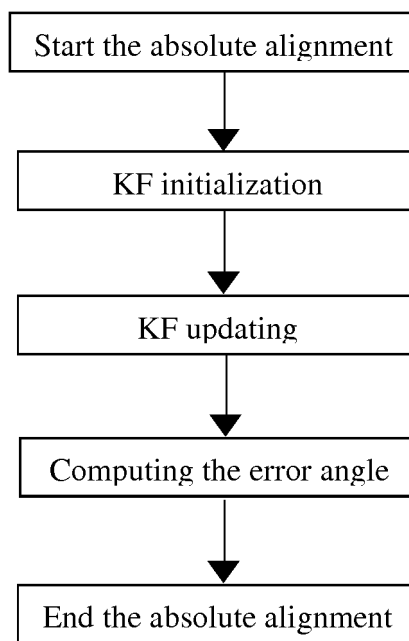 Start the absolute alignment
KF initialization
KF updating
Computing the error angle
End the absolute alignment